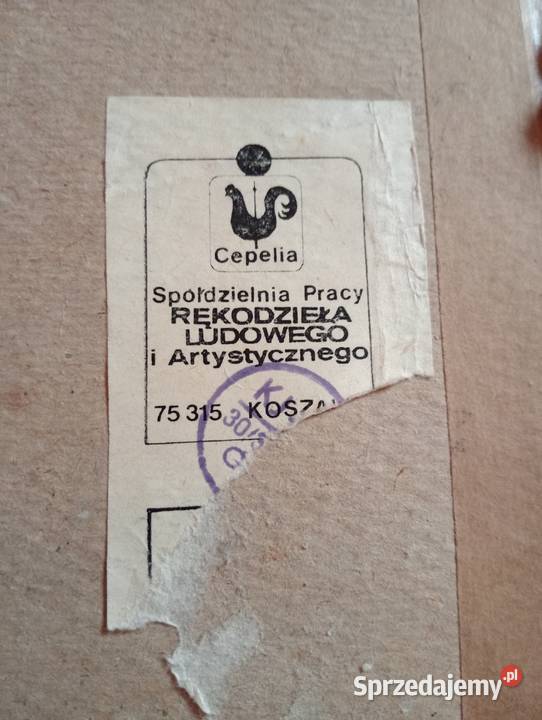 Cepelia
Spółdzielnia Pracy
RĘKODZIEŁA
LUDOWEGO
i Artystycznego
75 315 KOSZA
Sprzedajemy.pl